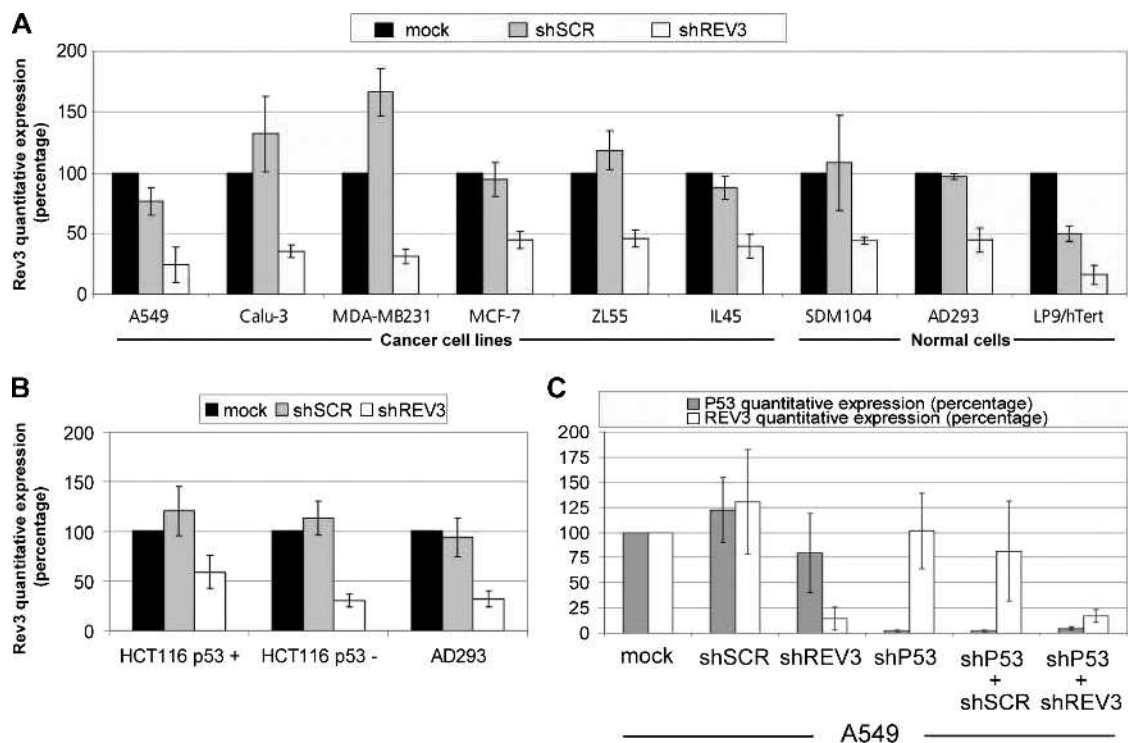 A
mock shSCR shREV3
Rev3 quantitative expression
(percentage)
200
150
100
50
0
A549 Calu-3 MDA-MB231 MCF-7 ZL55 IL45 SDM104 AD293 LP9/hTert
Cancer cell lines Normal cells
B
mock shSCR shREV3
Rev3 quantitative expression
(percentage)
200
150
100
50
0
HCT116 p53 + HCT116 p53 - AD293
C
P53 quantitative expression (percentage)
REV3 quantitative expression (percentage)
200
175
150
125
100
75
50
25
0
mock shSCR shREV3 shP53 shP53 shP53
+ +
shSCR shREV3
A549